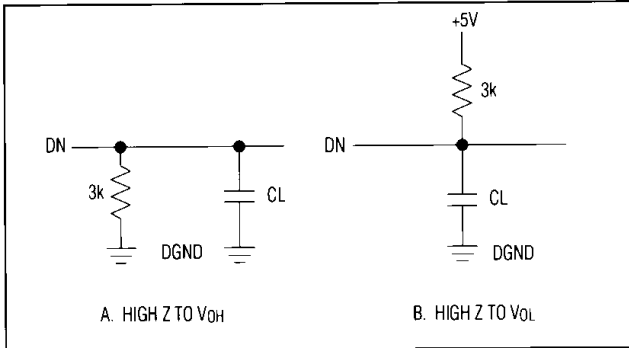 +5V
3k
DN
3k
CL
DGND
A. HIGH Z TO VOH
DN
CL
DGND
B. HIGH Z TO VOL